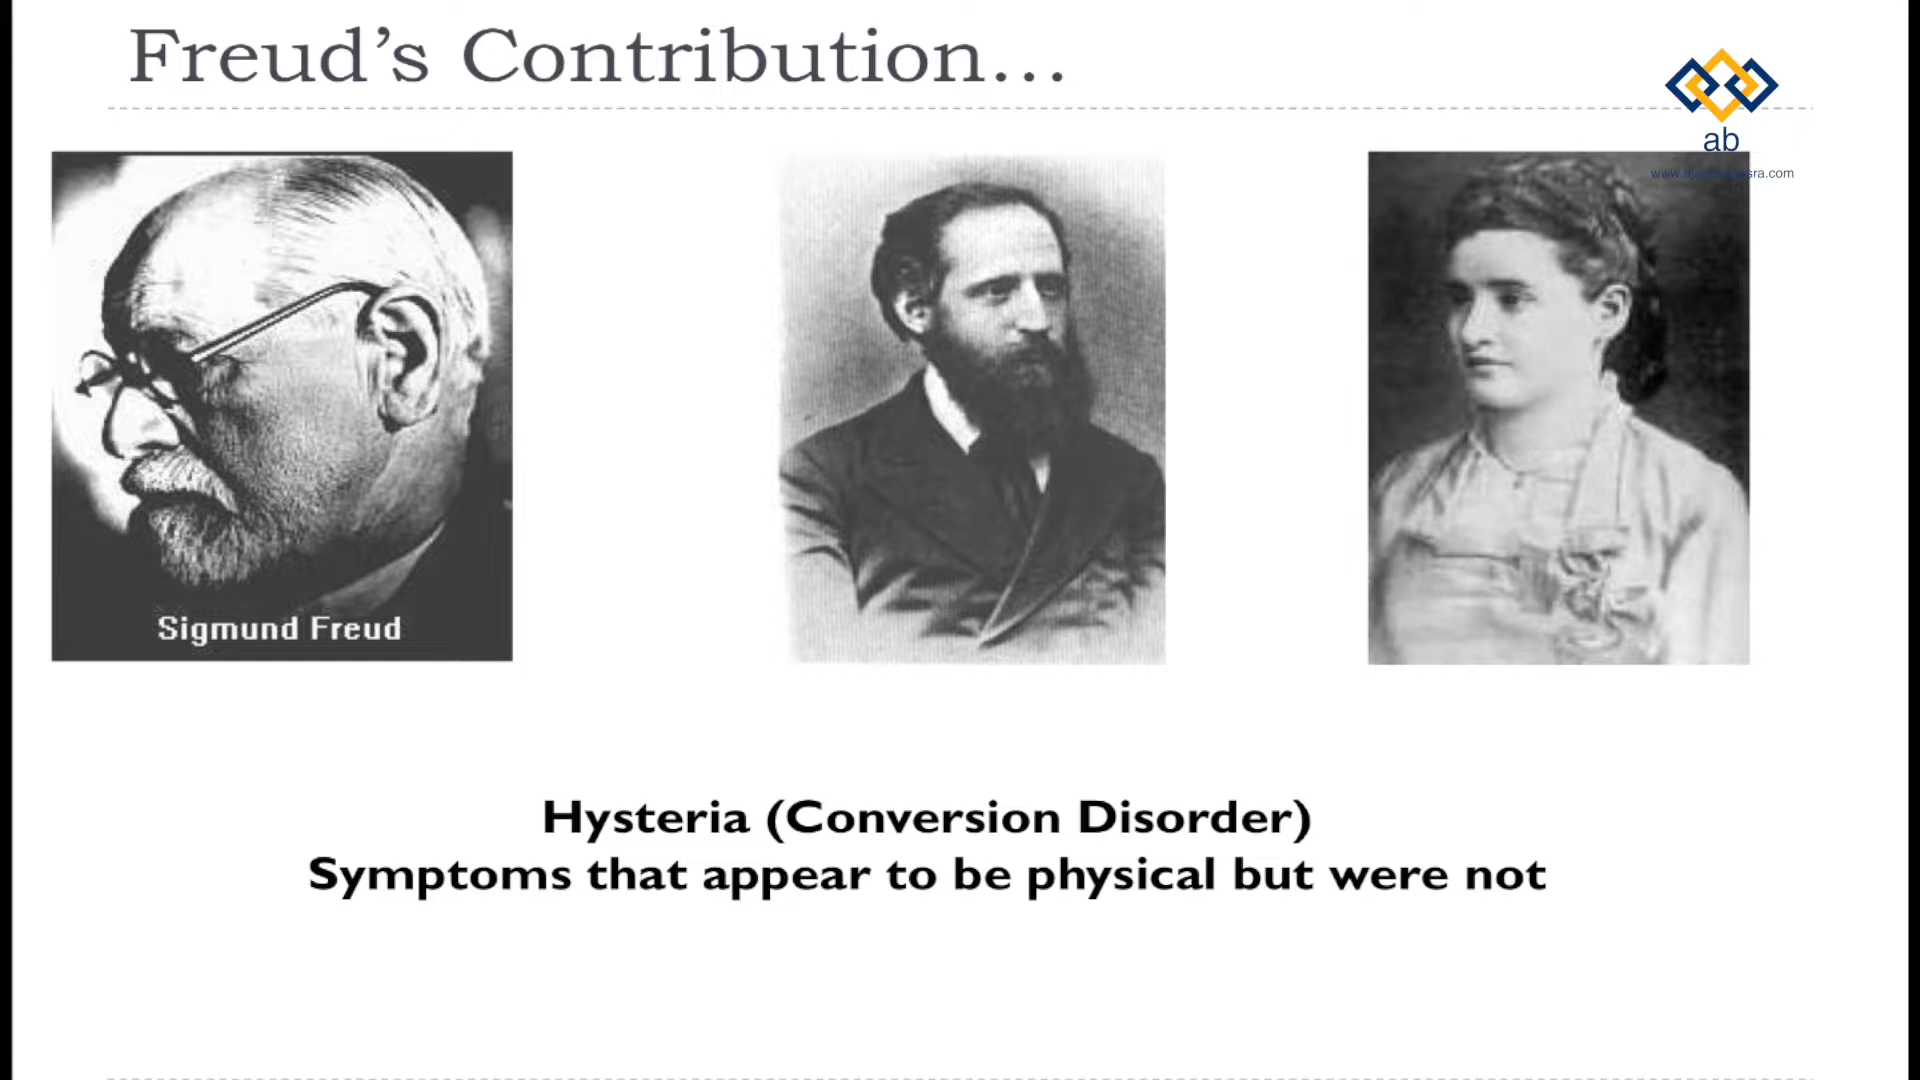 Freud’s Contribution...
ab
Sigmund Freud
Hysteria (Conversion Disorder)
Symptoms that appear to be physical but were not